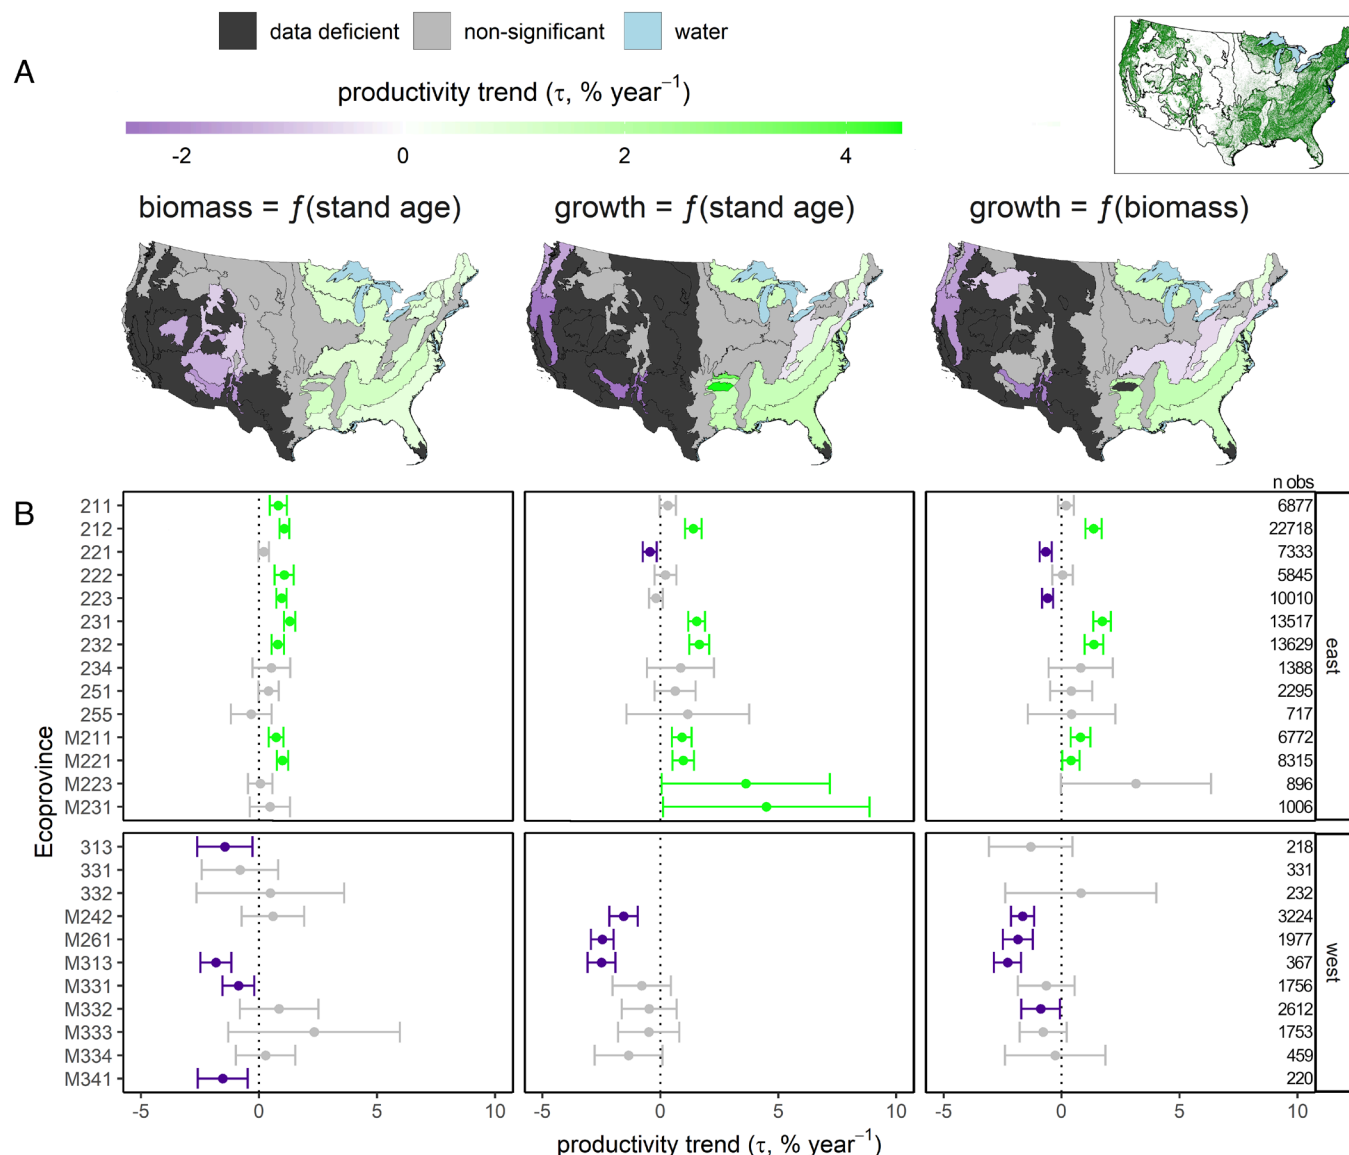 data deficient non-significant water
A
productivity trend (τ, % year⁻¹)
-2 0 2 4
biomass = f(stand age) growth = f(stand age) growth = f(biomass)
B
n obs
211 6877
212 22718
221 7333
222 5845
223 10010
231 13517
232 13629
234 1388
251 2295
255 717
M211 6772
M221 8315
M223 896
M231 1006
east
Ecoprovince
313 218
331 331
332 232
M242 3224
M261 1977
M313 367
M331 1756
M332 2612
M333 1753
M334 459
M341 220
west
-5 0 5 10 -5 0 5 10 -5 0 5 10
productivity trend (τ, % year⁻¹)